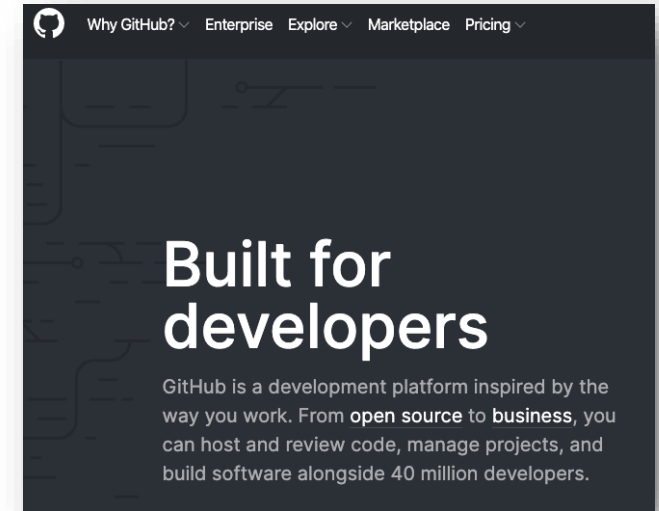 Why GitHub? Enterprise Explore Marketplace Pricing
Built for
developers
GitHub is a development platform inspired by the
way you work. From open source to business, you
can host and review code, manage projects, and
build software alongside 40 million developers.